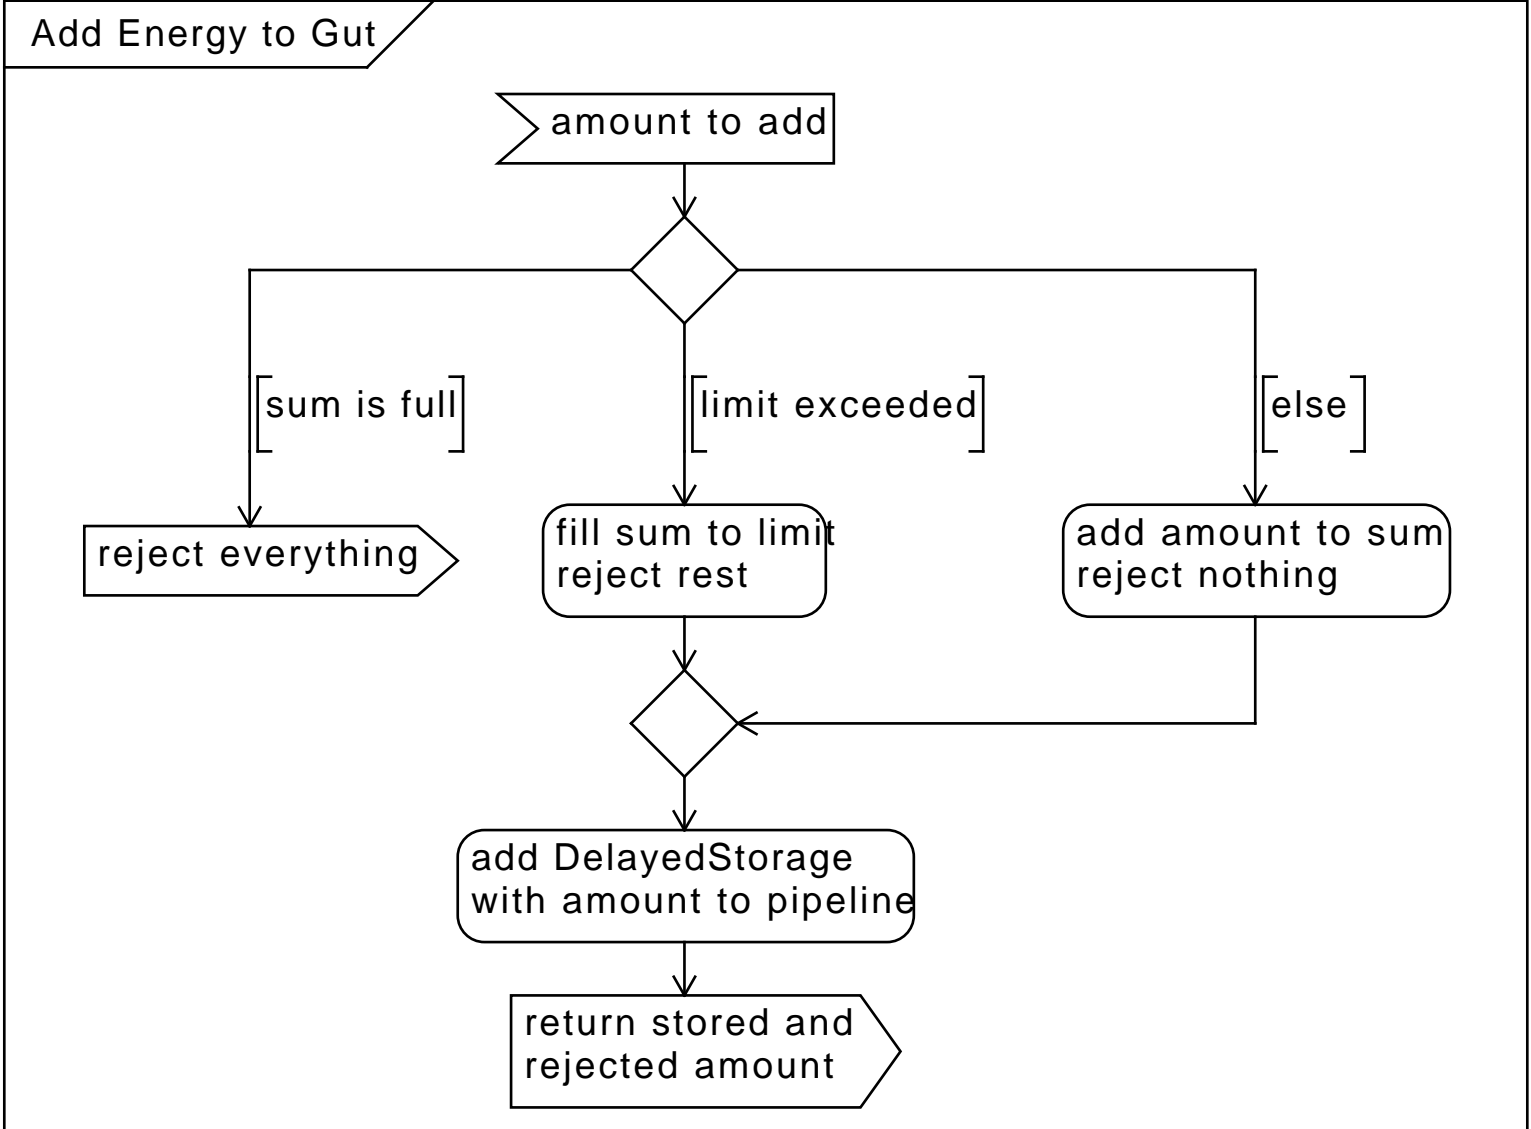 Add Energy to Gut
amount to add
[sum is full]
[limit exceeded]
[else]
reject everything
fill sum to limit
reject rest
add amount to sum
reject nothing
add DelayedStorage
with amount to pipeline
return stored and
rejected amount